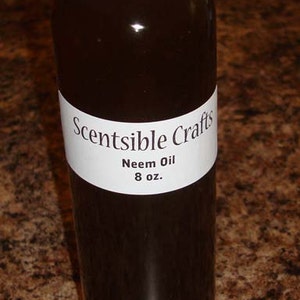 Scentsible Crafts
Neem Oil
8 oz.